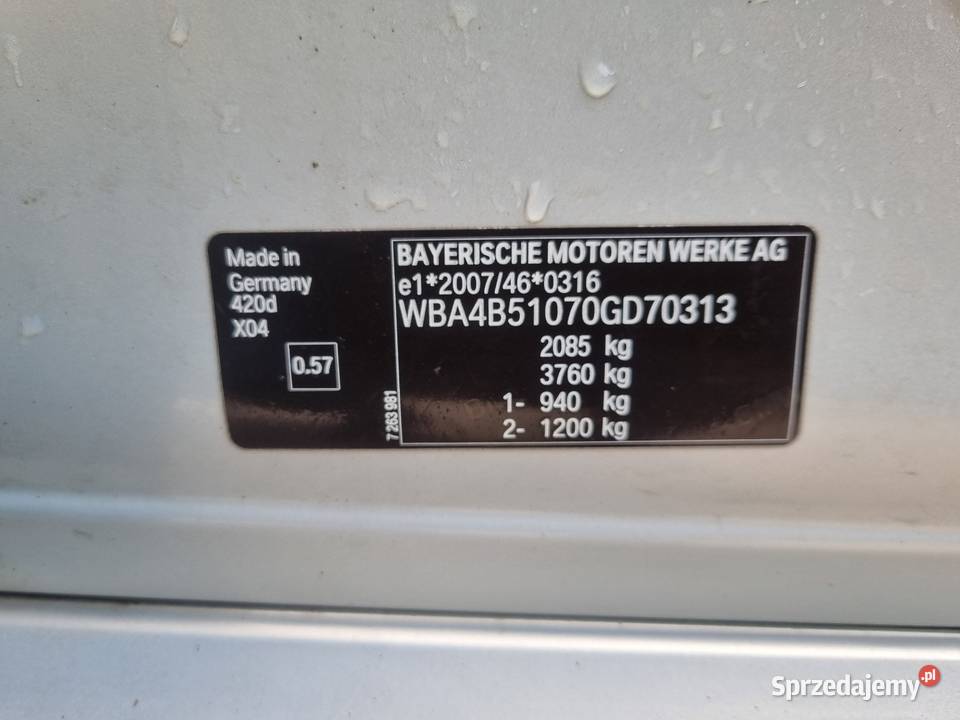 Made in
Germany
420d
X04
0.57
7 263 981
BAYERISCHE MOTOREN WERKE AG
e1*2007/46*0316
WBA4B51070GD70313
2085 kg
3760 kg
1- 940 kg
2- 1200 kg
Sprzedajemy.pl